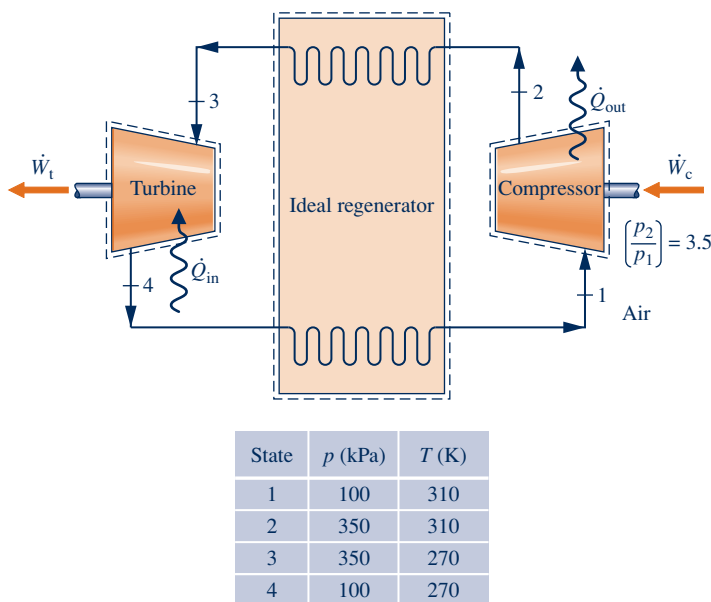 2
3
Q̇out
Ẇt
Turbine
Ideal regenerator
Compressor
Ẇc
(p2/p1) = 3.5
4
Q̇in
1
Air
State p (kPa) T (K)
1 100 310
2 350 310
3 350 270
4 100 270